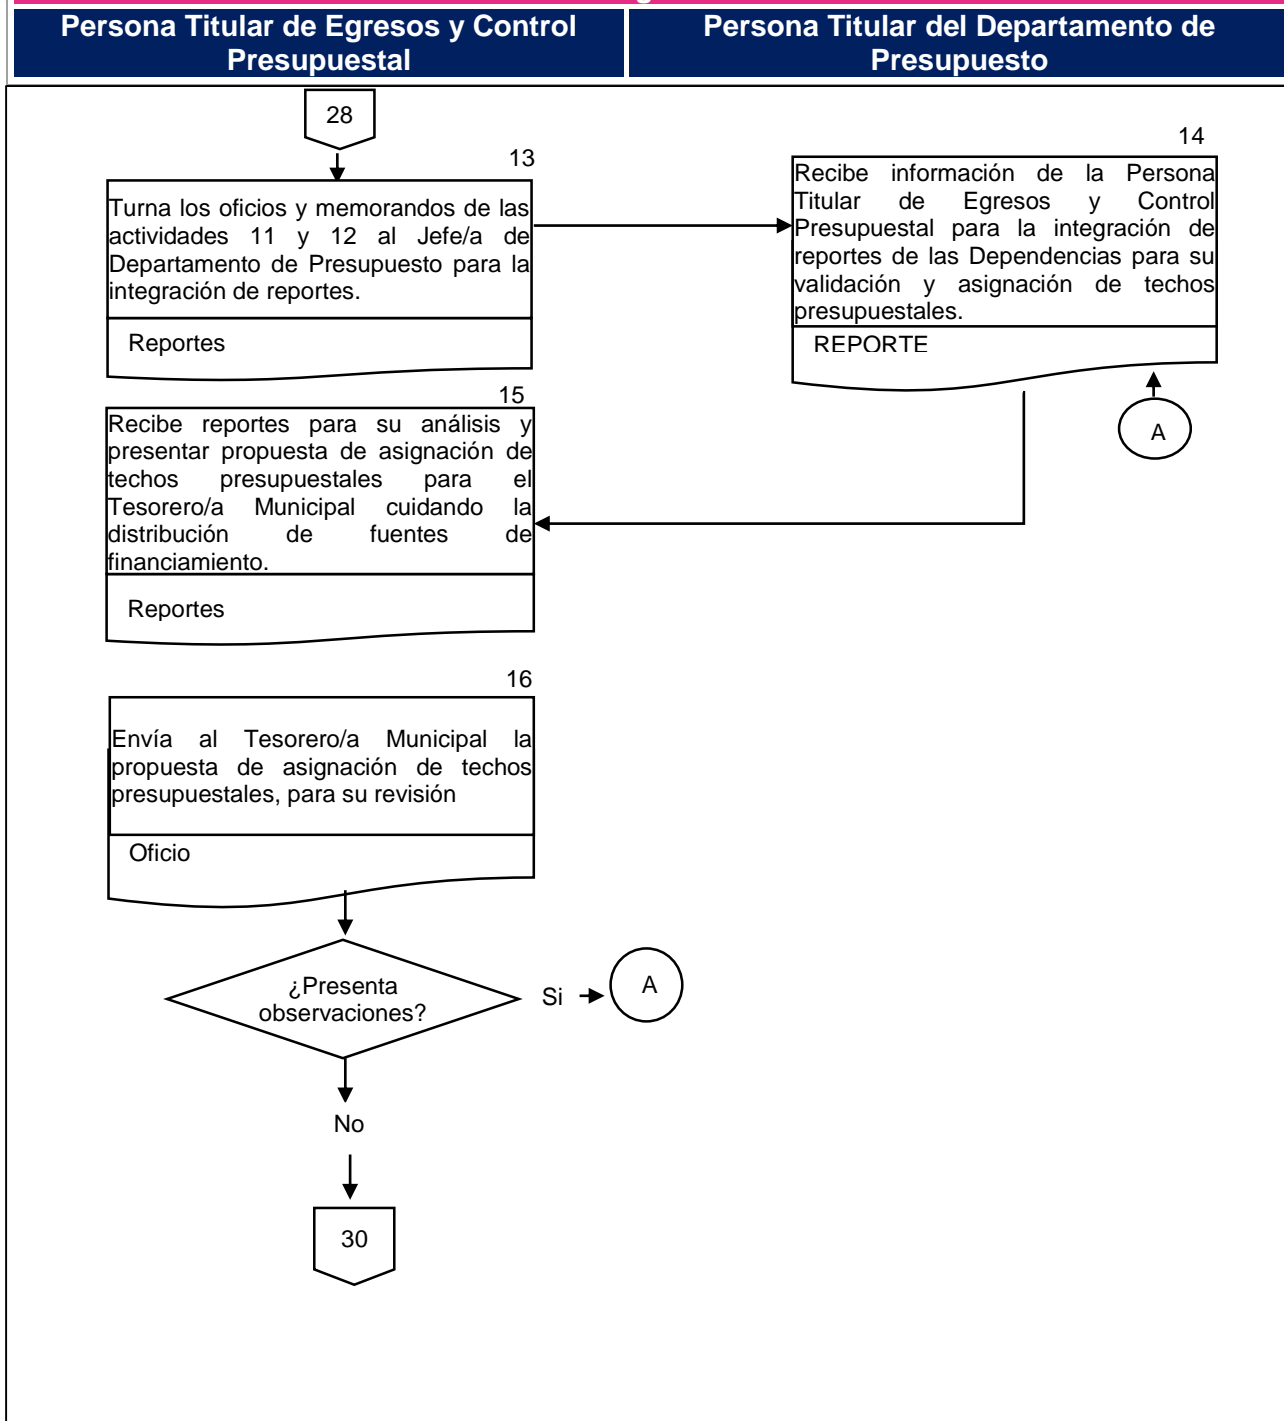 Persona Titular de Egresos y Control
Presupuestal
Persona Titular del Departamento de
Presupuesto
28
13
Turna los oficios y memorandos de las
actividades 11 y 12 al Jefe/a de
Departamento de Presupuesto para la
integración de reportes.
Reportes
14
Recibe información de la Persona
Titular de Egresos y Control
Presupuestal para la integración de
reportes de las Dependencias para su
validación y asignación de techos
presupuestales.
REPORTE
A
15
Recibe reportes para su análisis y
presentar propuesta de asignación de
techos presupuestales para el
Tesorero/a Municipal cuidando la
distribución de fuentes de
financiamiento.
Reportes
16
Envía al Tesorero/a Municipal la
propuesta de asignación de techos
presupuestales, para su revisión
Oficio
¿Presenta
observaciones?
Si
A
No
30